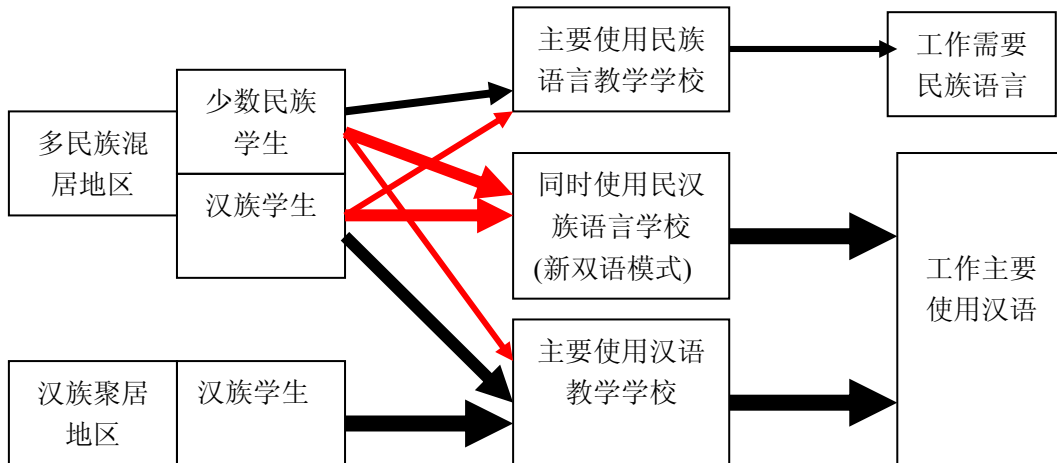 多民族混
居地区
少数民族
学生
汉族学生
汉族聚居
地区
汉族学生
主要使用民族
语言教学学校
同时使用民汉
族语言学校
(新双语模式)
主要使用汉语
教学学校
工作需要
民族语言
工作主要
使用汉语